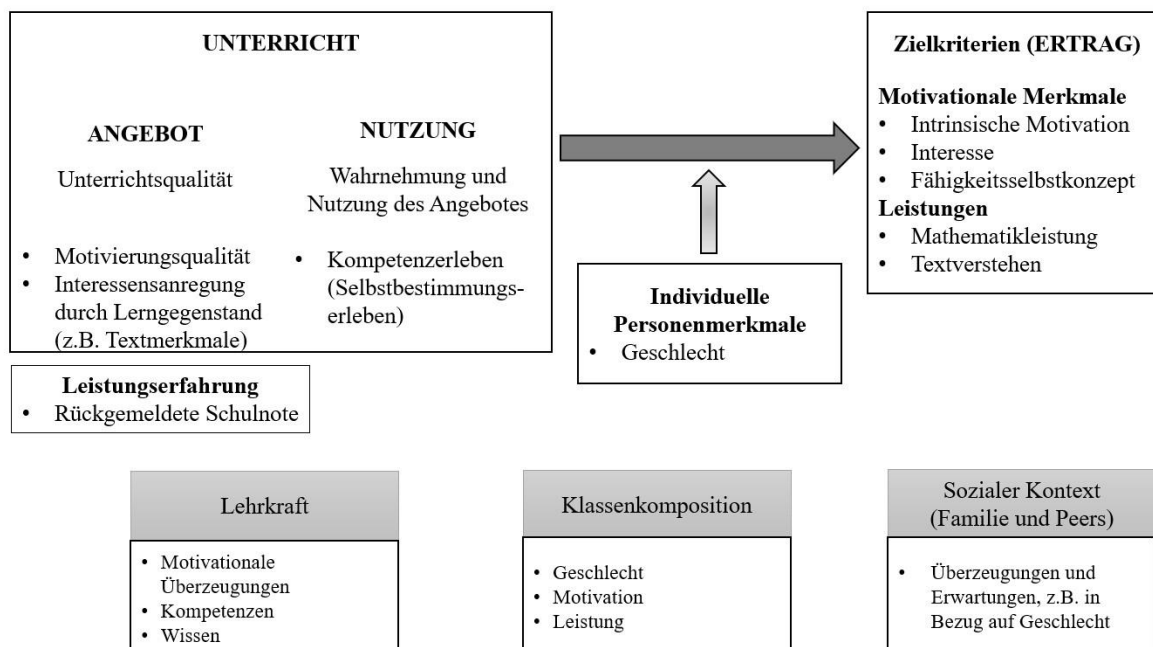 UNTERRICHT
ANGEBOT
Unterrichtsqualität
• Motivierungsqualität
• Interessensanregung
durch Lerngegenstand
(z.B. Textmerkmale)
NUTZUNG
Wahrnehmung und
Nutzung des Angebotes
• Kompetenzerleben
(Selbstbestimmungs-
erleben)
Zielkriterien (ERTRAG)
Motivationale Merkmale
• Intrinsische Motivation
• Interesse
• Fähigkeitsselbstkonzept
Leistungen
• Mathematikleistung
• Textverstehen
Individuelle
Personenmerkmale
• Geschlecht
Leistungserfahrung
• Rückgemeldete Schulnote
Lehrkraft
• Motivationale
Überzeugungen
• Kompetenzen
• Wissen
Klassenkomposition
• Geschlecht
• Motivation
• Leistung
Sozialer Kontext
(Familie und Peers)
• Überzeugungen und
Erwartungen, z.B. in
Bezug auf Geschlecht